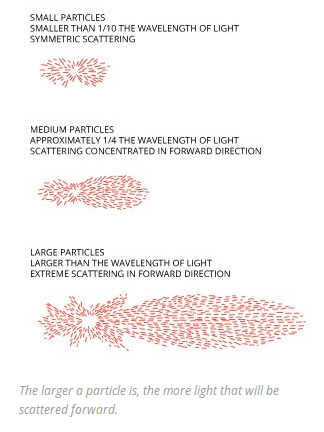 SMALL PARTICLES
SMALLER THAN 1/10 THE WAVELENGTH OF LIGHT
SYMMETRIC SCATTERING
MEDIUM PARTICLES
APPROXIMATELY 1/4 THE WAVELENGTH OF LIGHT
SCATTERING CONCENTRATED IN FORWARD DIRECTION
LARGE PARTICLES
LARGER THAN THE WAVELENGTH OF LIGHT
EXTREME SCATTERING IN FORWARD DIRECTION
The larger a particle is, the more light that will be
scattered forward.